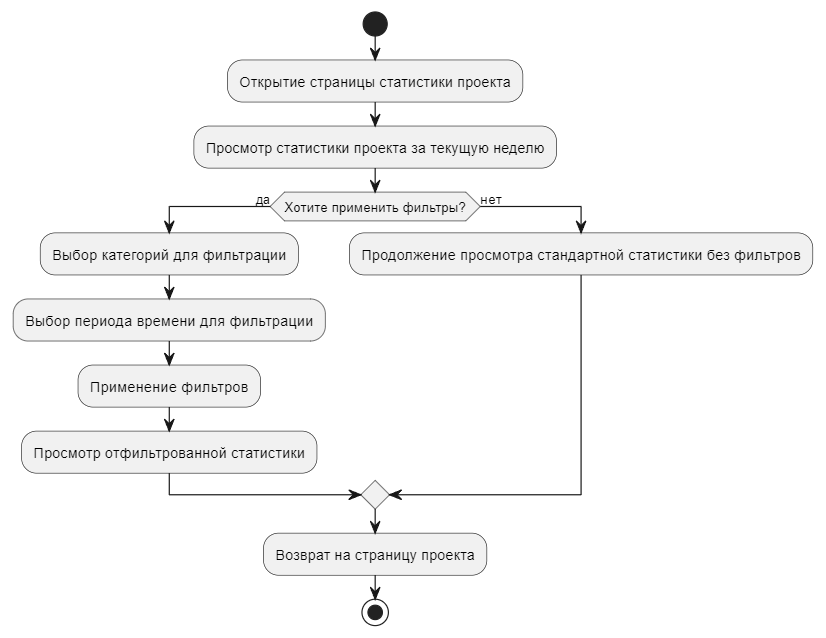 Открытие страницы статистики проекта
Просмотр статистики проекта за текущую неделю
да
Хотите применить фильтры?
нет
Выбор категорий для фильтрации
Продолжение просмотра стандартной статистики без фильтров
Выбор периода времени для фильтрации
Применение фильтров
Просмотр отфильтрованной статистики
Возврат на страницу проекта